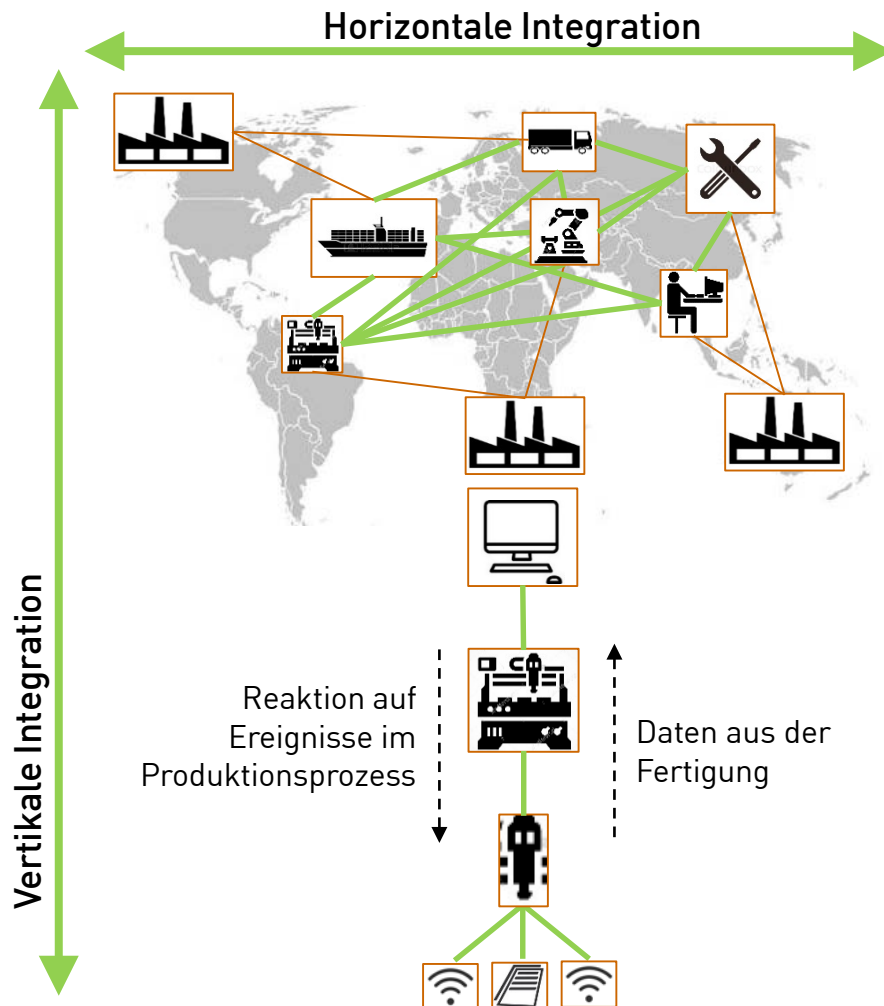 Horizontale Integration
Vertikale Integration
Reaktion auf
Ereignisse im
Produktionsprozess
Daten aus der
Fertigung